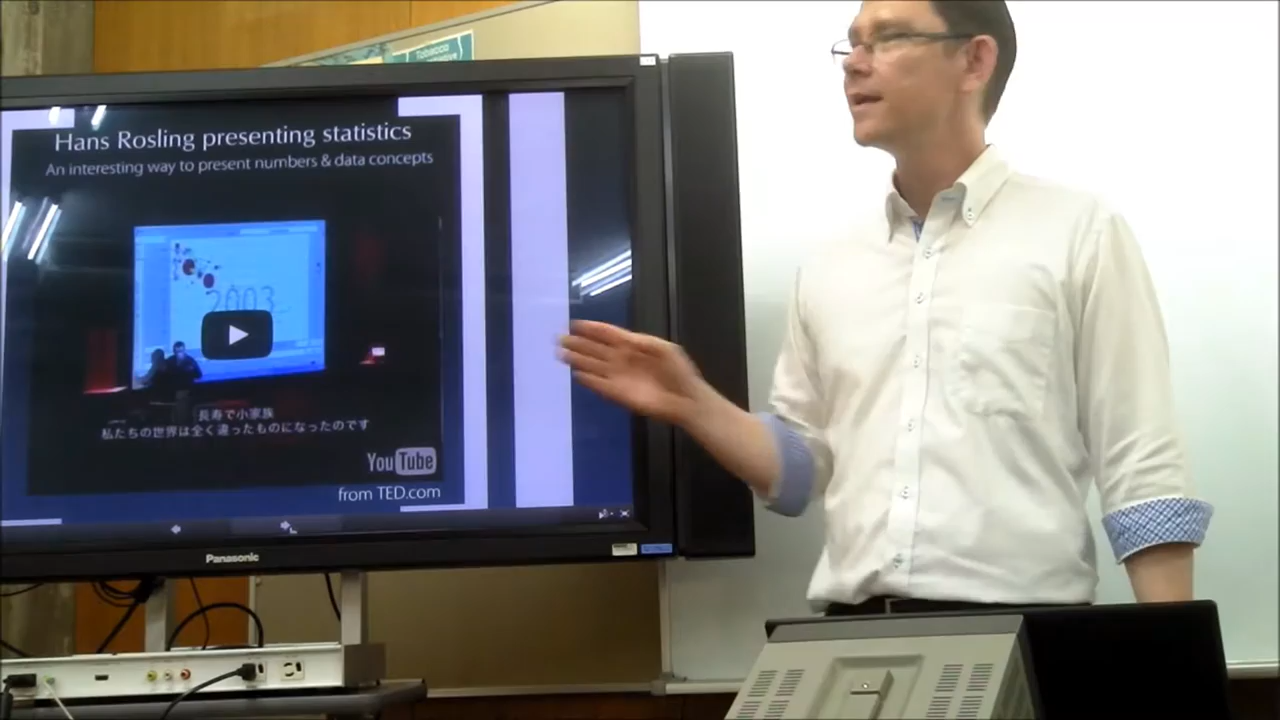 Tobacco
Hans Rosling presenting statistics
An interesting way to present numbers & data concepts
2003
長寿で小家族
私たちの世界は全く違ったものになったのです
YouTube
from TED.com
Panasonic